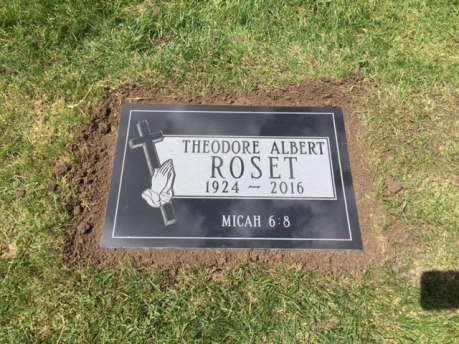 THEODORE ALBERT
ROSET
1924 ~ 2016
MICAH 6:8